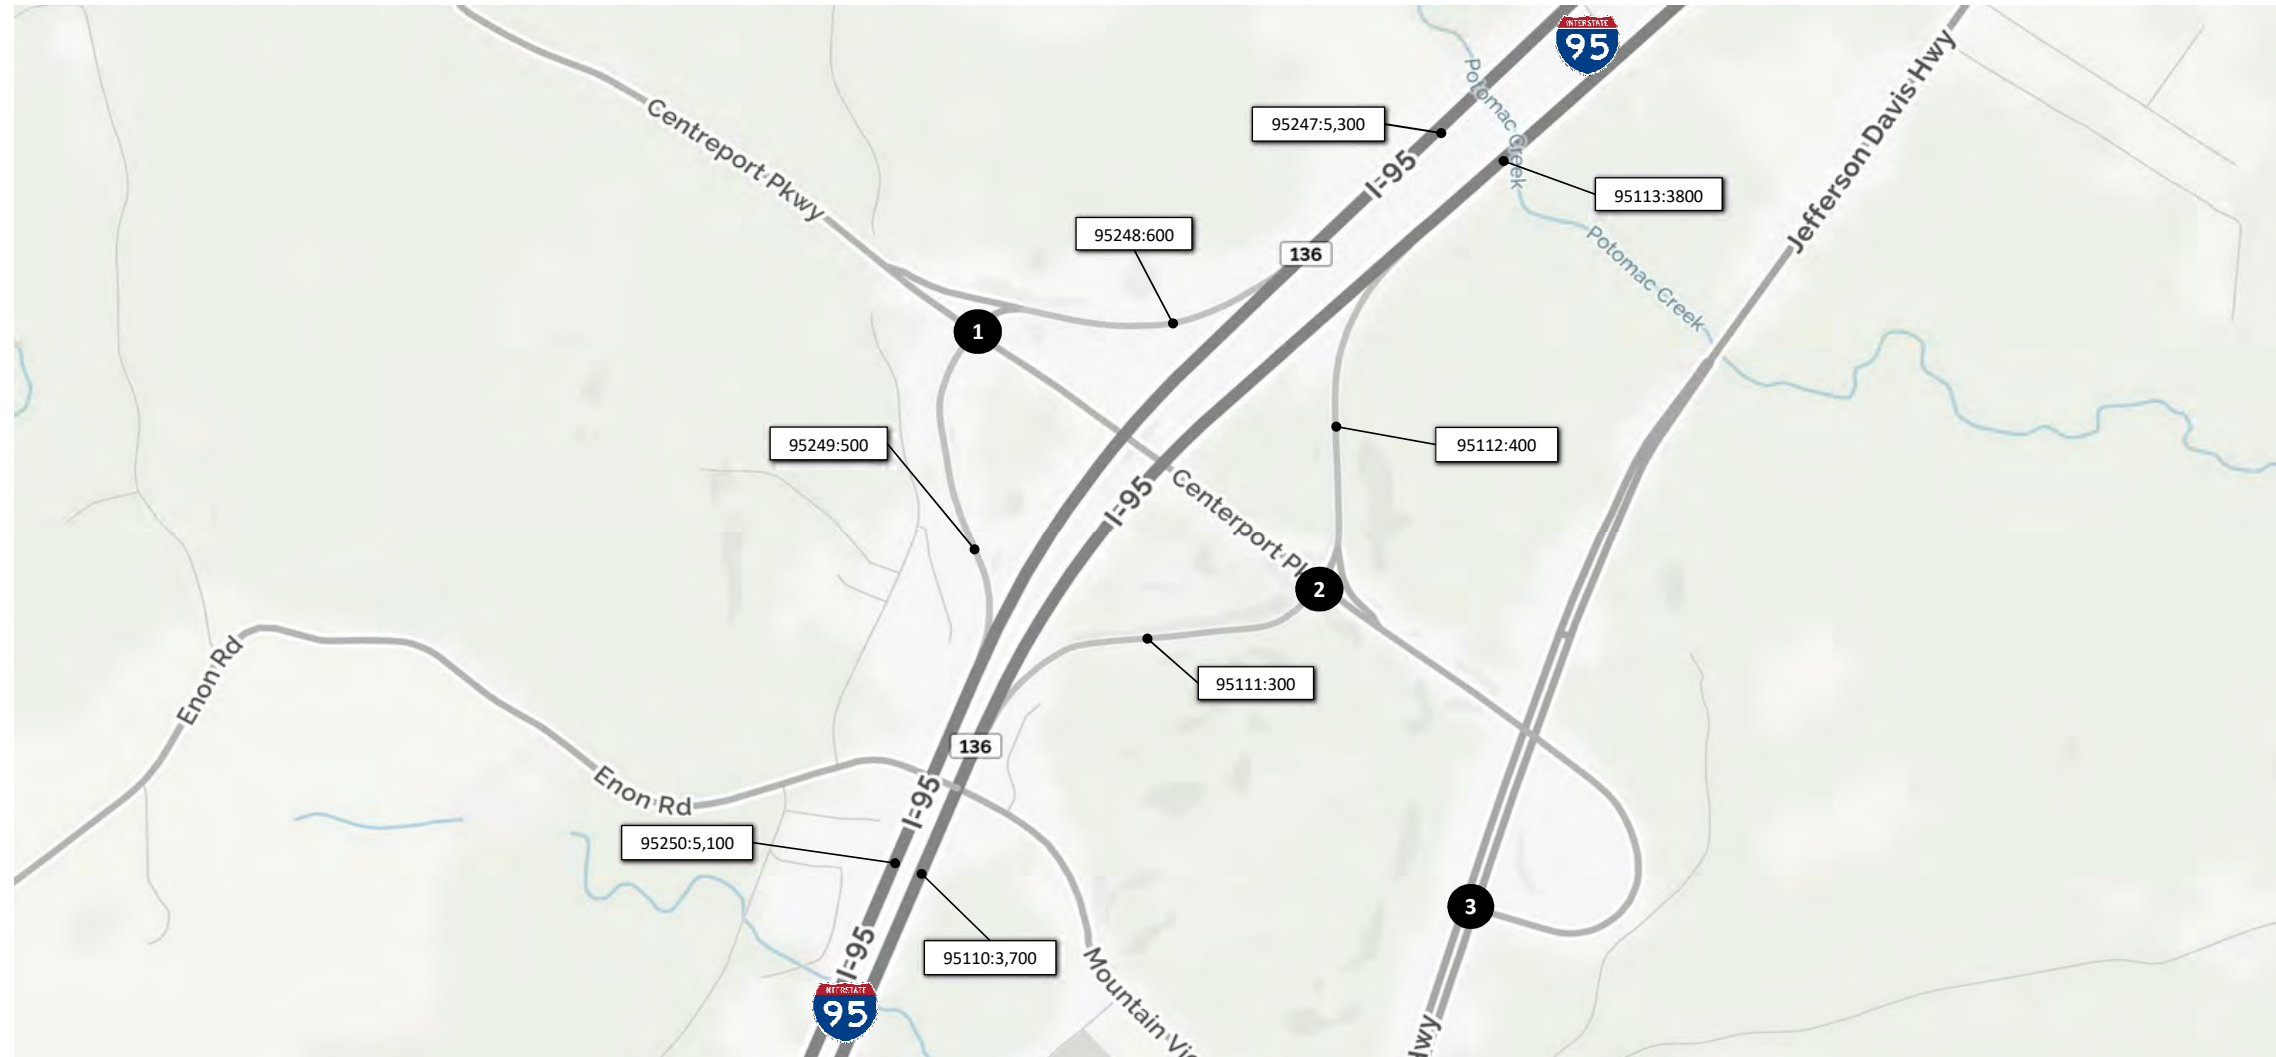 INTERSTATE
95
Potomac Creek
Jefferson Davis Hwy
Centreport Pkwy
95247:5,300
I-95
95113:3800
95248:600
136
Potomac Creek
1
95249:500
95112:400
I-95
Centerport
2
95111:300
Enon Rd
136
Enon Rd
I-95
95250:5,100
3
I-95
95110:3,700
Mountain
INTERSTATE
95
Hwy